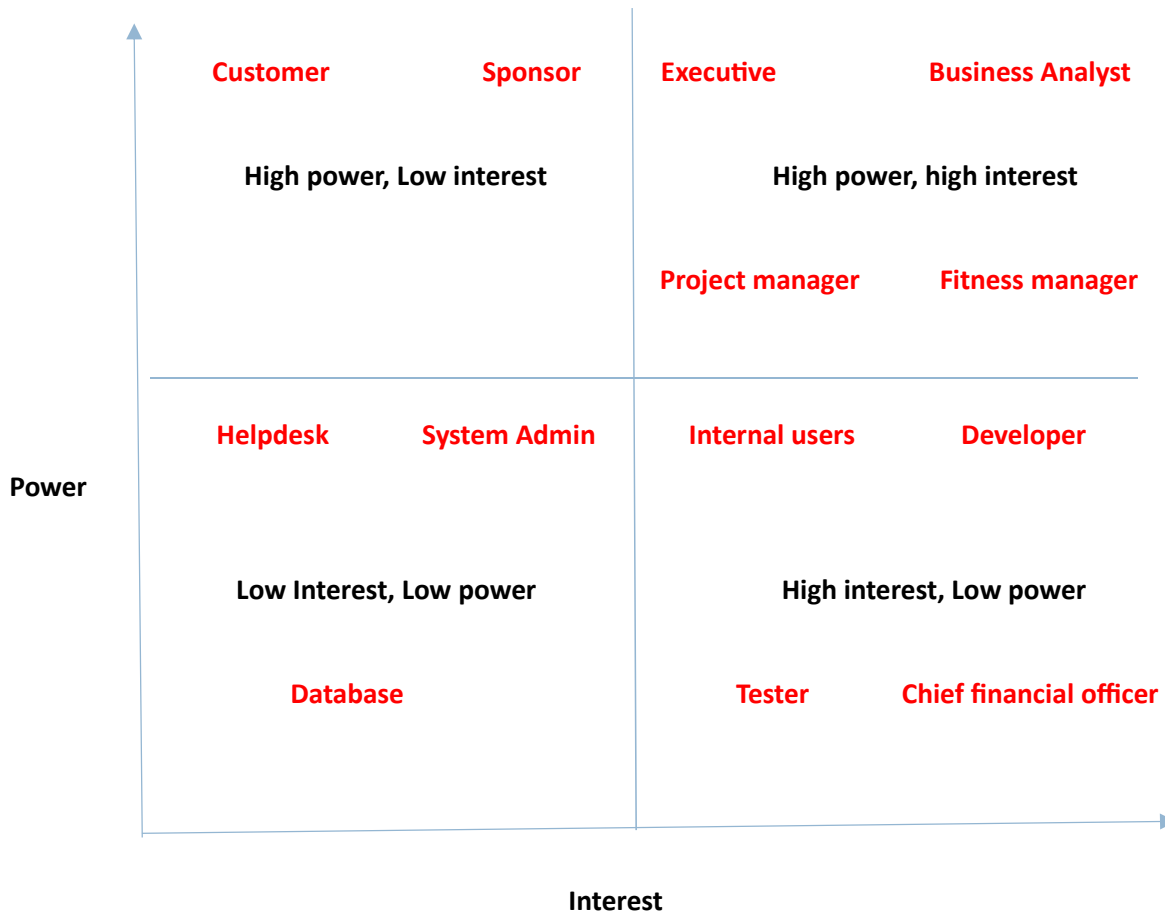 Customer
Sponsor
Executive
Business Analyst
High power, Low interest
High power, high interest
Project manager
Fitness manager
Helpdesk
System Admin
Internal users
Developer
Power
Low Interest, Low power
High interest, Low power
Database
Tester
Chief financial officer
Interest